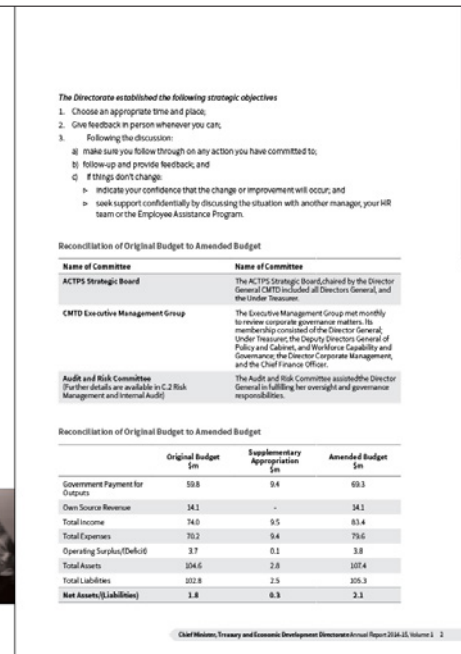 The Directorate established the following strategic objectives
1. Choose an appropriate time and place;
2. Give feedback in person whenever you can;
3. Following the discussion:
a) make sure you follow through on any action you have committed to;
b) follow-up and provide feedback; and
c) if things don't change:
▹ indicate your confidence that the change or improvement will occur; and
▹ seek support confidentially by discussing the situation with another manager, your HR
team or the Employee Assistance Program.
Reconciliation of Original Budget to Amended Budget
Name of Committee Name of Committee
ACTPS Strategic Board The ACTPS Strategic Board,chaired by the Director
General CMTD included all Directors General, and
the Under Treasurer.
CMTD Executive Management Group The Executive Management Group met monthly
to review corporate governance matters. Its
membership consisted of the Director General;
Under Treasurer; the Deputy Directors General of
Policy and Cabinet, and Workforce Capability and
Governance; the Director Corporate Management,
and the Chief Finance Officer.
Audit and Risk Committee The Audit and Risk Committee assistedthe Director
(Further details are available in C.2 Risk General in fulfilling her oversight and governance
Management and Internal Audit) responsibilities.
Reconciliation of Original Budget to Amended Budget
Original Budget $m Supplementary Appropriation $m Amended Budget $m
Government Payment for Outputs 59.8 9.4 69.3
Own Source Revenue 14.1 - 14.1
Total Income 74.0 9.5 83.4
Total Expenses 70.2 9.4 79.6
Operating Surplus/(Deficit) 3.7 0.1 3.8
Total Assets 104.6 2.8 107.4
Total Liabilities 102.8 2.5 105.3
Net Assets/(Liabilities) 1.8 0.3 2.1
Chief Minister, Treasury and Economic Development Directorate Annual Report 2014-15, Volume 1 2